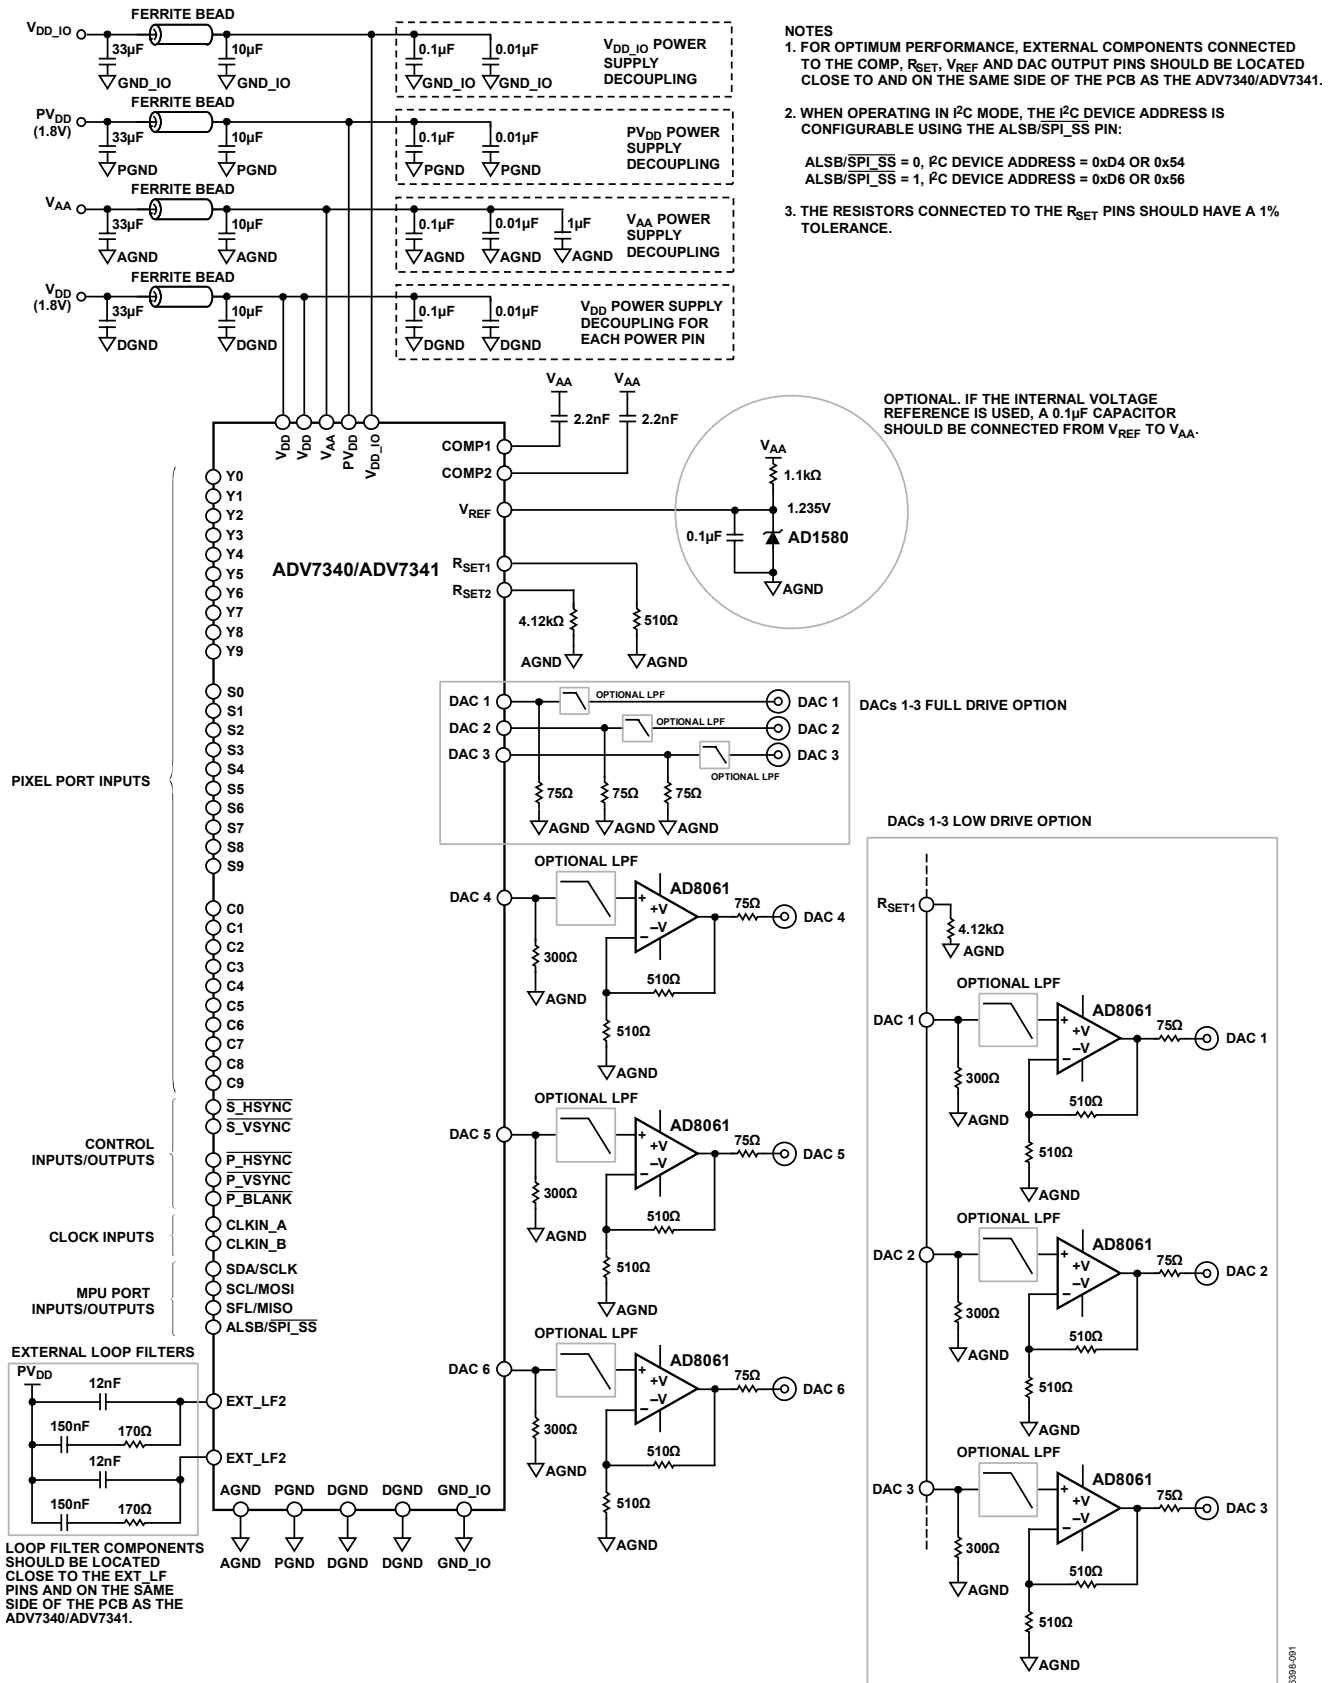 FERRITE BEAD
VDD_IO
33µF
10µF
GND_IO
GND_IO
0.1µF
0.01µF
GND_IO
GND_IO
VDD_IO POWER
SUPPLY
DECOUPLING
FERRITE BEAD
PVDD
(1.8V)
33µF
10µF
PGND
PGND
0.1µF
0.01µF
PGND
PGND
PVDD POWER
SUPPLY
DECOUPLING
FERRITE BEAD
VAA
33µF
10µF
AGND
AGND
0.1µF
0.01µF
1µF
AGND
AGND
AGND
VAA POWER
SUPPLY
DECOUPLING
FERRITE BEAD
VDD
(1.8V)
33µF
10µF
DGND
DGND
0.1µF
0.01µF
DGND
DGND
VDD POWER SUPPLY
DECOUPLING FOR
EACH POWER PIN
NOTES
1. FOR OPTIMUM PERFORMANCE, EXTERNAL COMPONENTS CONNECTED
TO THE COMP, RSET, VREF AND DAC OUTPUT PINS SHOULD BE LOCATED
CLOSE TO AND ON THE SAME SIDE OF THE PCB AS THE ADV7340/ADV7341.
2. WHEN OPERATING IN I2C MODE, THE I2C DEVICE ADDRESS IS
CONFIGURABLE USING THE ALSB/SPI_SS PIN:
ALSB/SPI_SS = 0, I2C DEVICE ADDRESS = 0xD4 OR 0x54
ALSB/SPI_SS = 1, I2C DEVICE ADDRESS = 0xD6 OR 0x56
3. THE RESISTORS CONNECTED TO THE RSET PINS SHOULD HAVE A 1%
TOLERANCE.
VAA
VAA
2.2nF
2.2nF
VDD
VDD
VAA
PVDD
VDD_IO
COMP1
COMP2
VREF
RSET1
RSET2
ADV7340/ADV7341
4.12kΩ
510Ω
AGND
AGND
OPTIONAL. IF THE INTERNAL VOLTAGE
REFERENCE IS USED, A 0.1µF CAPACITOR
SHOULD BE CONNECTED FROM VREF TO VAA.
VAA
1.1kΩ
1.235V
0.1µF
AD1580
AGND
PIXEL PORT INPUTS
Y0
Y1
Y2
Y3
Y4
Y5
Y6
Y7
Y8
Y9
S0
S1
S2
S3
S4
S5
S6
S7
S8
S9
C0
C1
C2
C3
C4
C5
C6
C7
C8
C9
CONTROL
INPUTS/OUTPUTS
S_HSYNC
S_VSYNC
P_HSYNC
P_VSYNC
P_BLANK
CLOCK INPUTS
CLKIN_A
CLKIN_B
MPU PORT
INPUTS/OUTPUTS
SDA/SCLK
SCL/MOSI
SFL/MISO
ALSB/SPI_SS
EXTERNAL LOOP FILTERS
PVDD
12nF
150nF
170Ω
12nF
150nF
170Ω
EXT_LF2
EXT_LF2
LOOP FILTER COMPONENTS
SHOULD BE LOCATED
CLOSE TO THE EXT_LF
PINS AND ON THE SAME
SIDE OF THE PCB AS THE
ADV7340/ADV7341.
AGND PGND DGND DGND GND_IO
AGND PGND DGND DGND GND_IO
DACs 1-3 FULL DRIVE OPTION
DAC 1
OPTIONAL LPF
DAC 1
DAC 2
OPTIONAL LPF
DAC 2
DAC 3
OPTIONAL LPF
DAC 3
75Ω
75Ω
75Ω
AGND
AGND
AGND
OPTIONAL LPF
DAC 4
AD8061
+
+V
−V
−
75Ω
DAC 4
300Ω
AGND
510Ω
510Ω
AGND
OPTIONAL LPF
DAC 5
AD8061
+
+V
−V
−
75Ω
DAC 5
300Ω
AGND
510Ω
510Ω
AGND
OPTIONAL LPF
DAC 6
AD8061
+
+V
−V
−
75Ω
DAC 6
300Ω
AGND
510Ω
510Ω
AGND
DACs 1-3 LOW DRIVE OPTION
RSET1
4.12kΩ
AGND
OPTIONAL LPF
DAC 1
AD8061
+
+V
−V
−
75Ω
DAC 1
300Ω
AGND
510Ω
510Ω
AGND
OPTIONAL LPF
DAC 2
AD8061
+
+V
−V
−
75Ω
DAC 2
300Ω
AGND
510Ω
510Ω
AGND
OPTIONAL LPF
DAC 3
AD8061
+
+V
−V
−
75Ω
DAC 3
300Ω
AGND
510Ω
510Ω
AGND